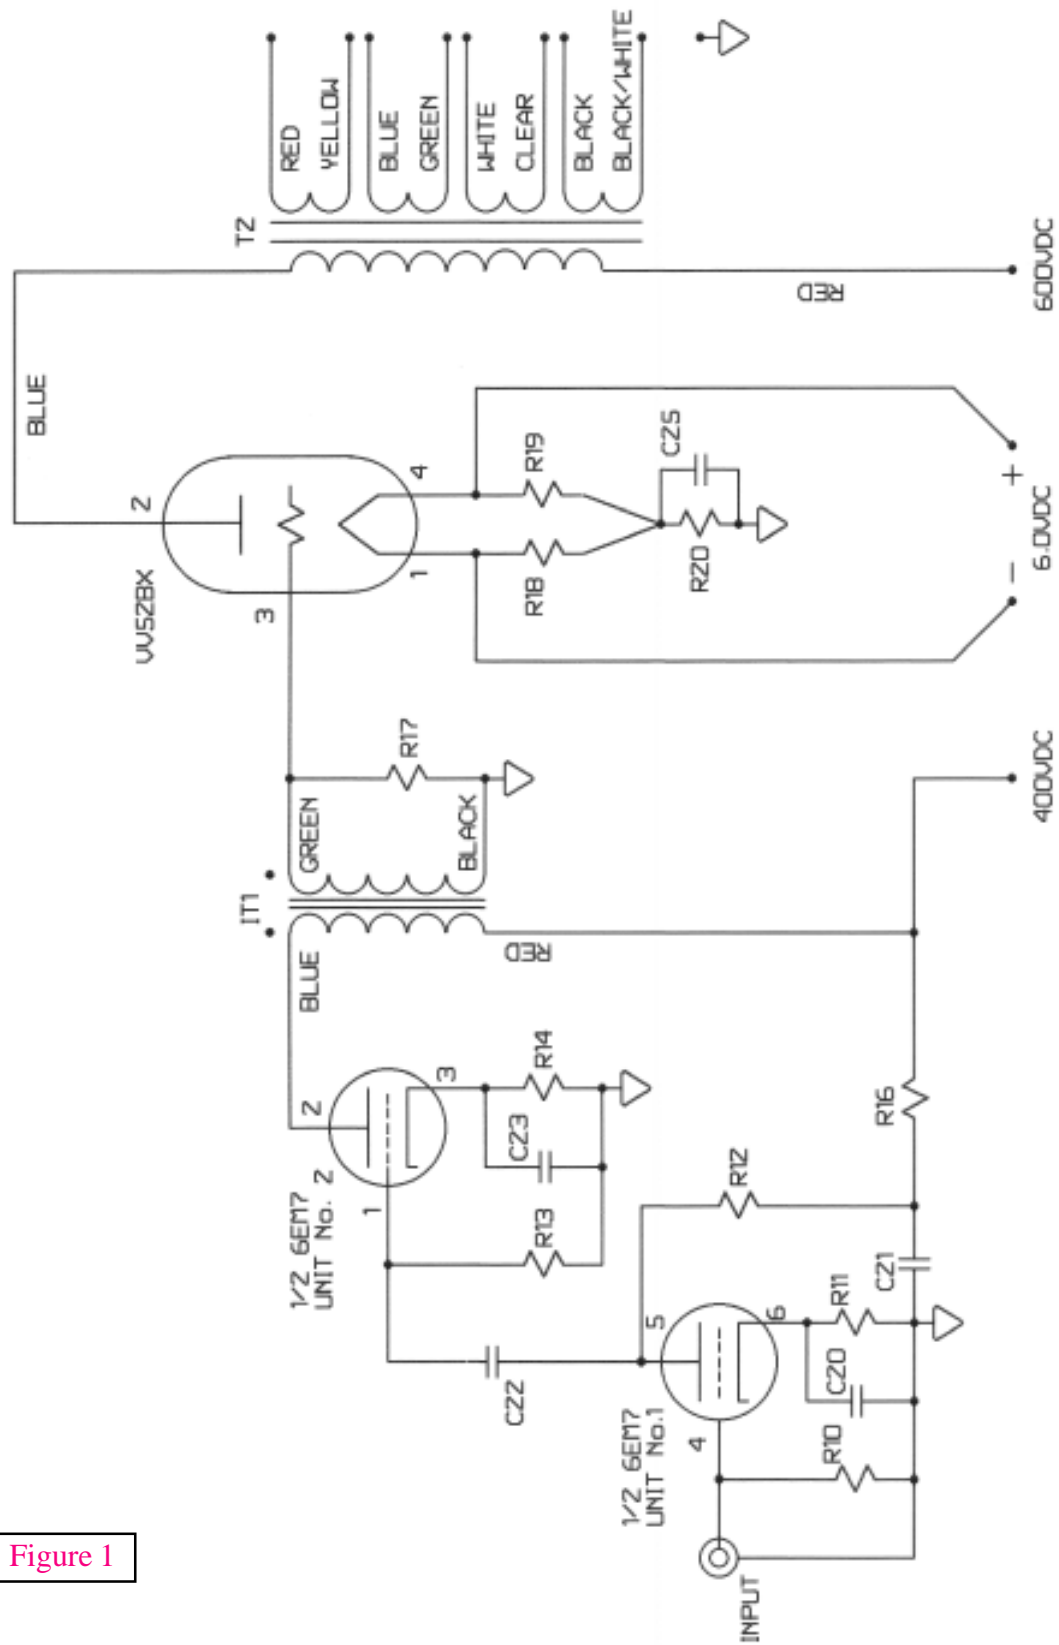 Figure 1
INPUT
1/2 6EM7
UNIT No.1
4
5
6
R10
C20
R11
C21
R12
R16
C22
1/2 6EM7
UNIT No. 2
1
2
3
R13
C23
R14
BLUE
RED
IT1
GREEN
BLACK
R17
400VDC
VV52BX
3
2
1
4
R18
R19
R20
C25
-
6.0VDC
+
BLUE
RED
600VDC
T2
RED
YELLOW
BLUE
GREEN
WHITE
CLEAR
BLACK
BLACK/WHITE